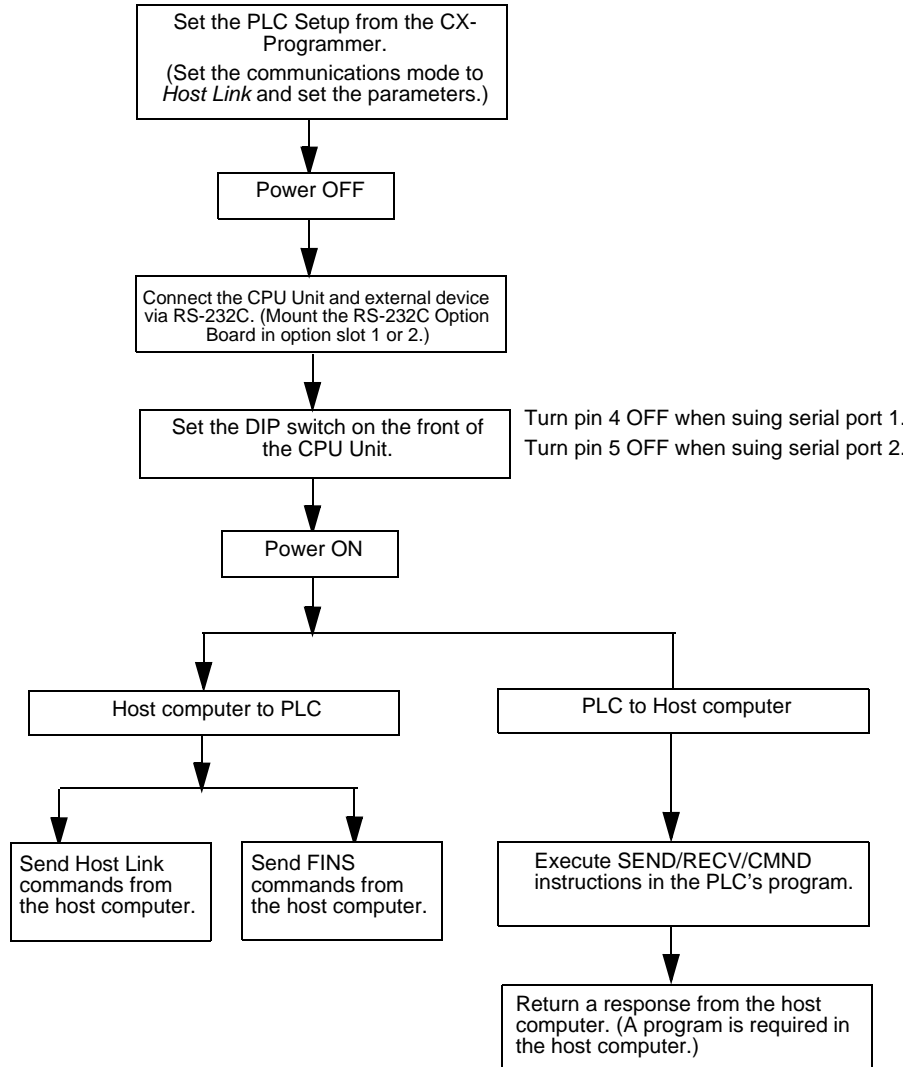 Set the PLC Setup from the CX-
Programmer.
(Set the communications mode to
Host Link and set the parameters.)
Power OFF
Connect the CPU Unit and external device
via RS-232C. (Mount the RS-232C Option
Board in option slot 1 or 2.)
Set the DIP switch on the front of
the CPU Unit.
Turn pin 4 OFF when suing serial port 1.
Turn pin 5 OFF when suing serial port 2.
Power ON
Host computer to PLC
PLC to Host computer
Send Host Link
commands from
the host computer.
Send FINS
commands from
the host computer.
Execute SEND/RECV/CMND
instructions in the PLC's program.
Return a response from the host
computer. (A program is required in
the host computer.)